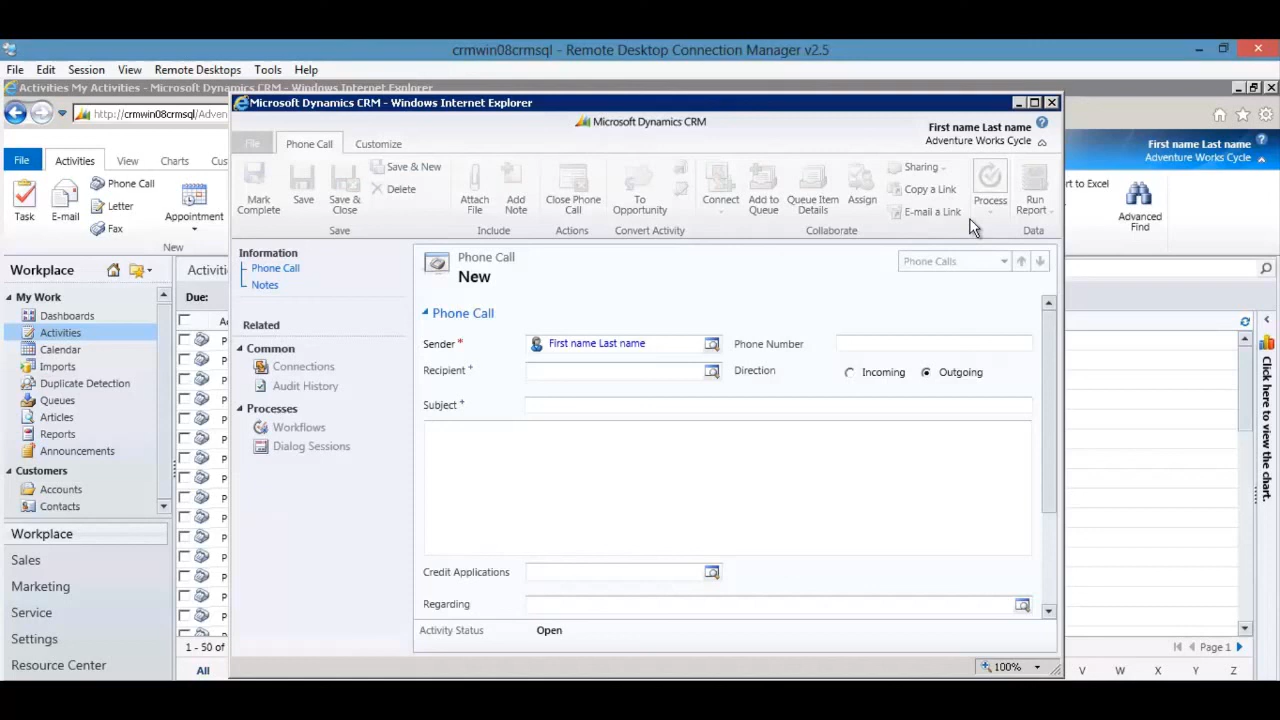 crmwin08crmsql - Remote Desktop Connection Manager v2.5
File Edit Session View Remote Desktops Tools Help
Activities My Activities - Microsoft Dynamics CRM - Windows Internet Explorer
http://crmwin08crmsql/Adven
File Activities View Charts Cus
Task
E-mail
Phone Call
Letter
Fax
Appointment
New
First name Last name
Adventure Works Cycle
rt to Excel
Advanced Find
Workplace
My Work
Dashboards
Activities
Calendar
Imports
Duplicate Detection
Queues
Articles
Reports
Announcements
Customers
Accounts
Contacts
Workplace
Sales
Marketing
Service
Settings
Resource Center
Activiti
Due:
1 - 50 of
All
Microsoft Dynamics CRM - Windows Internet Explorer
Microsoft Dynamics CRM
First name Last name
Adventure Works Cycle
File Phone Call Customize
Mark Complete
Save
Save & Close
Save & New
Delete
Save
Attach File
Add Note
Include
Close Phone Call
Actions
To Opportunity
Convert Activity
Connect
Add to Queue
Queue Item Details
Assign
Sharing
Copy a Link
E-mail a Link
Collaborate
Process
Run Report
Data
Information
Phone Call
Notes
Related
Common
Connections
Audit History
Processes
Workflows
Dialog Sessions
Phone Call
New
Phone Calls
Phone Call
Sender * First name Last name Phone Number
Recipient * Direction Incoming Outgoing
Subject *
Credit Applications
Regarding
Activity Status Open
100%
Click here to view the chart.
Page 1
V W X Y Z